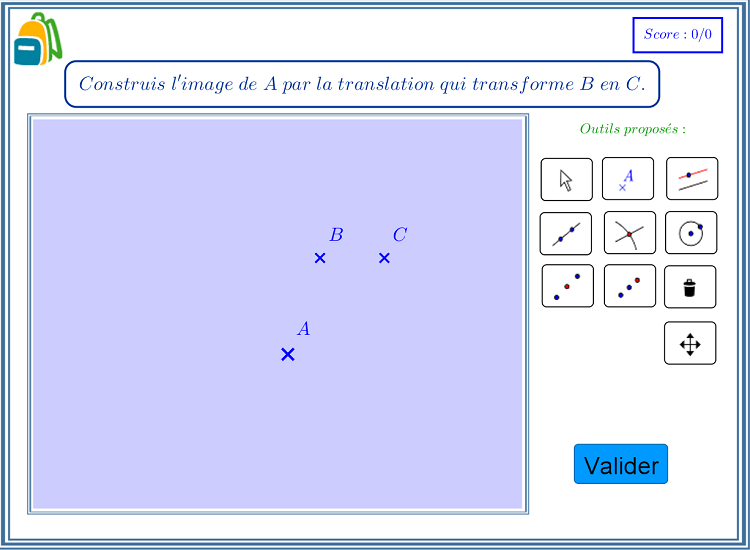 Score : 0/0
Construis l'image de A par la translation qui transforme B en C.
Outils proposés :
A
B
C
A
Valider